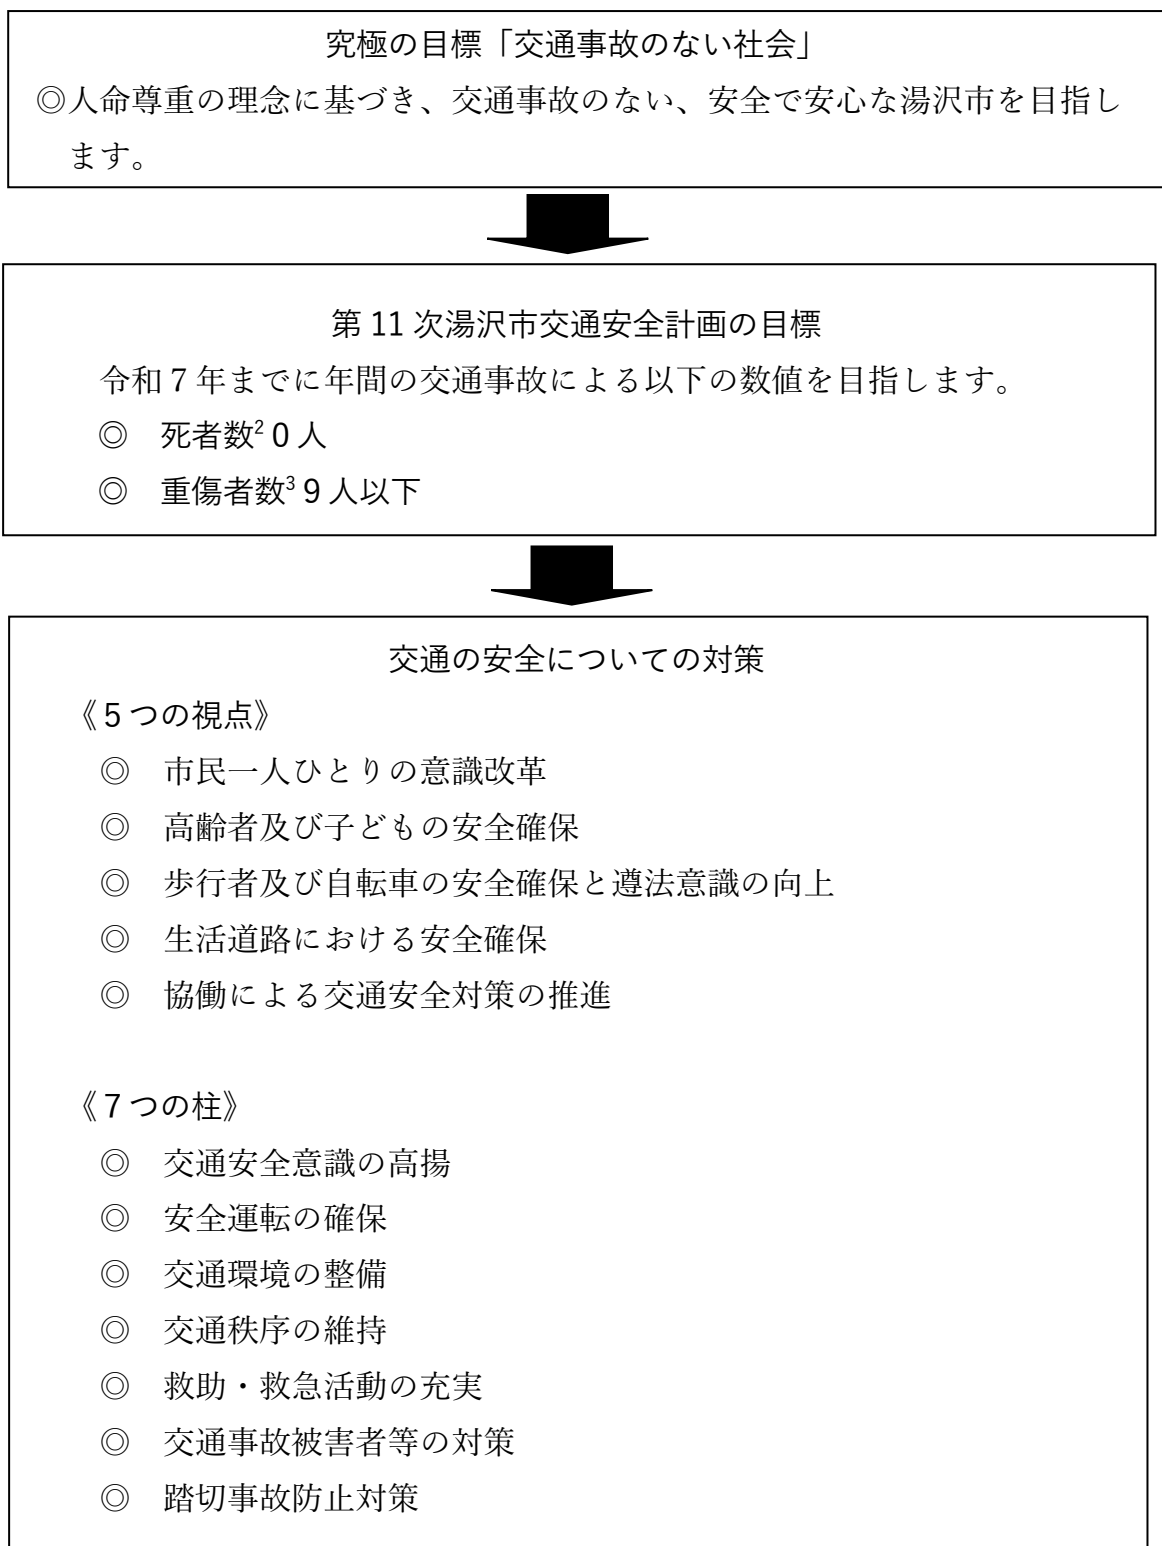 究極の目標「交通事故のない社会」
◎人命尊重の理念に基づき、交通事故のない、安全で安心な湯沢市を目指し
ます。
第 11 次湯沢市交通安全計画の目標
令和７年までに年間の交通事故による以下の数値を目指します。
◎　死者数² 0 人
◎　重傷者数³ 9 人以下
交通の安全についての対策
《５つの視点》
◎　市民一人ひとりの意識改革
◎　高齢者及び子どもの安全確保
◎　歩行者及び自転車の安全確保と遵法意識の向上
◎　生活道路における安全確保
◎　協働による交通安全対策の推進
《７つの柱》
◎　交通安全意識の高揚
◎　安全運転の確保
◎　交通環境の整備
◎　交通秩序の維持
◎　救助・救急活動の充実
◎　交通事故被害者等の対策
◎　踏切事故防止対策